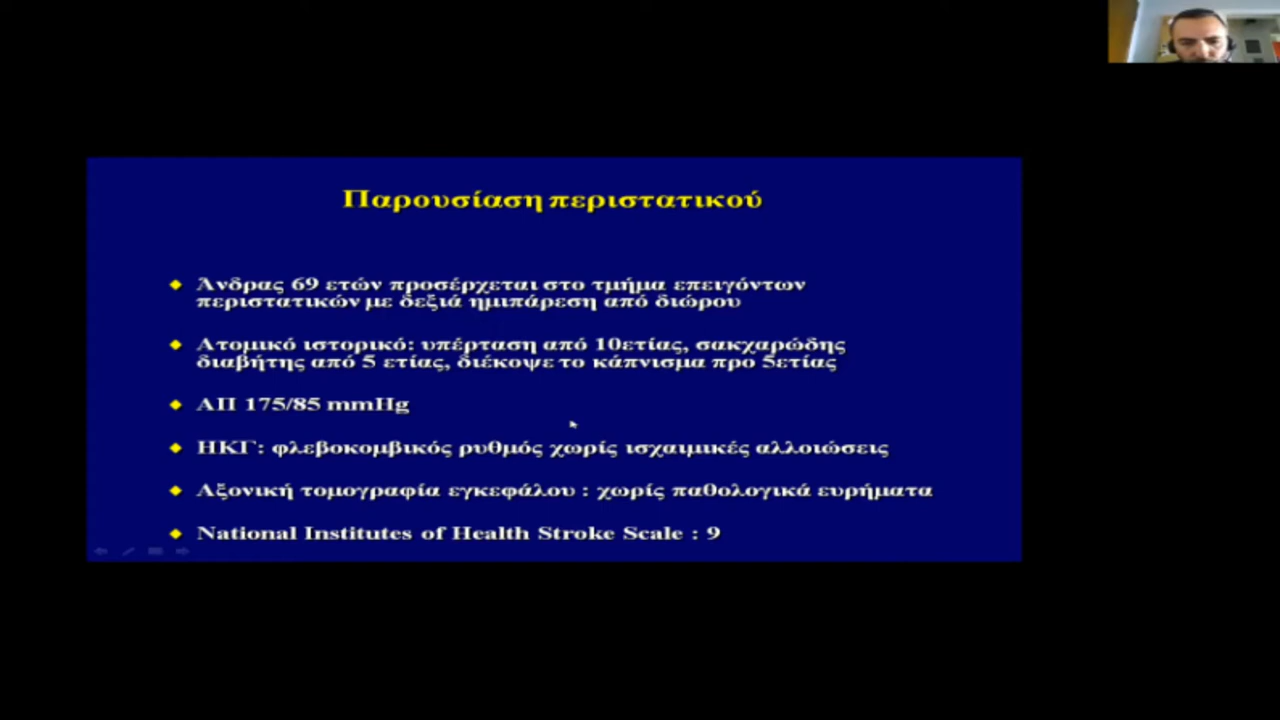 Παρουσίαση περιστατικού
Άνδρας 69 ετών προσέρχεται στο τμήμα επειγόντων
περιστατικών με δεξιά ημιπάρεση από διώρου
Ατομικό ιστορικό: υπέρταση από 10ετίας, σακχαρώδης
διαβήτης από 5 ετίας, διέκοψε το κάπνισμα προ 5ετίας
ΑΠ 175/85 mmHg
ΗΚΓ: φλεβοκομβικός ρυθμός χωρίς ισχαιμικές αλλοιώσεις
Αξονική τομογραφία εγκεφάλου : χωρίς παθολογικά ευρήματα
National Institutes of Health Stroke Scale : 9